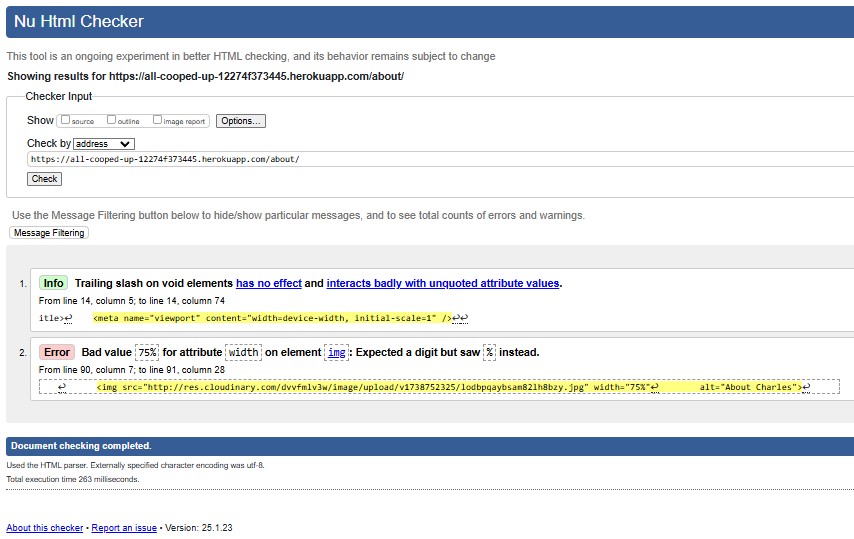 Nu Html Checker
This tool is an ongoing experiment in better HTML checking, and its behavior remains subject to change
Showing results for https://all-cooped-up-12274f373445.herokuapp.com/about/
Checker Input
Show source outline image report Options...
Check by address
https://all-cooped-up-12274f373445.herokuapp.com/about/
Check
Use the Message Filtering button below to hide/show particular messages, and to see total counts of errors and warnings.
Message Filtering
1. Info Trailing slash on void elements has no effect and interacts badly with unquoted attribute values.
From line 14, column 5; to line 14, column 74
itle>↩ <meta name="viewport" content="width=device-width, initial-scale=1" />↩↩
2. Error Bad value 75% for attribute width on element img: Expected a digit but saw % instead.
From line 90, column 7; to line 91, column 28
↩ <img src="http://res.cloudinary.com/dvvfmlv3w/image/upload/v1738752325/lodbpqaybsam82lh8bzy.jpg" width="75%"↩ alt="About Charles">↩
Document checking completed.
Used the HTML parser. Externally specified character encoding was utf-8.
Total execution time 263 milliseconds.
About this checker • Report an issue • Version: 25.1.23